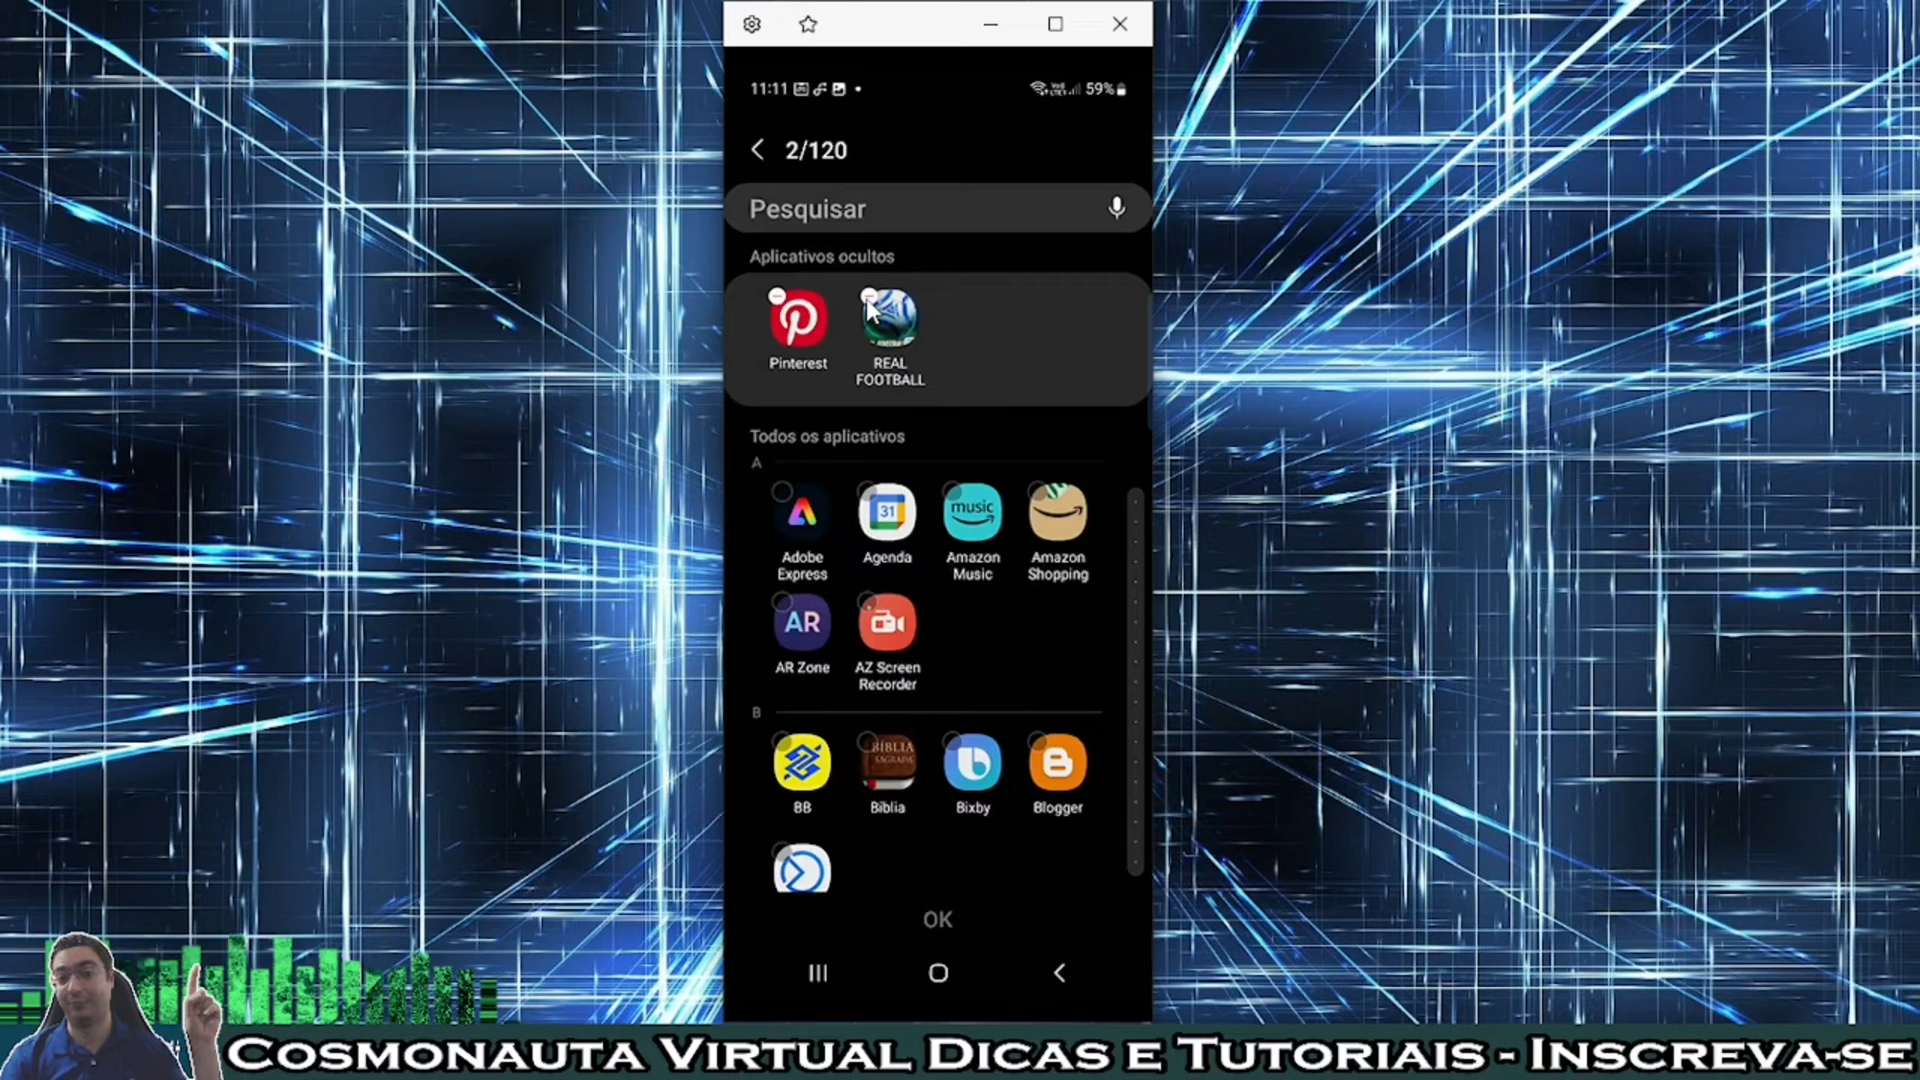 11:11
59%
2/120
Pesquisar
Aplicativos ocultos
Pinterest
REAL
FOOTBALL
Todos os aplicativos
A
31
music
Adobe
Express
Agenda
Amazon
Music
Amazon
Shopping
AR
AR Zone
AZ Screen
Recorder
B
BÍBLIA
SAGRADA
BB
Bíblia
Bixby
Blogger
OK
COSMONAUTA VIRTUAL DICAS E TUTORIAIS - INSCREVA-SE